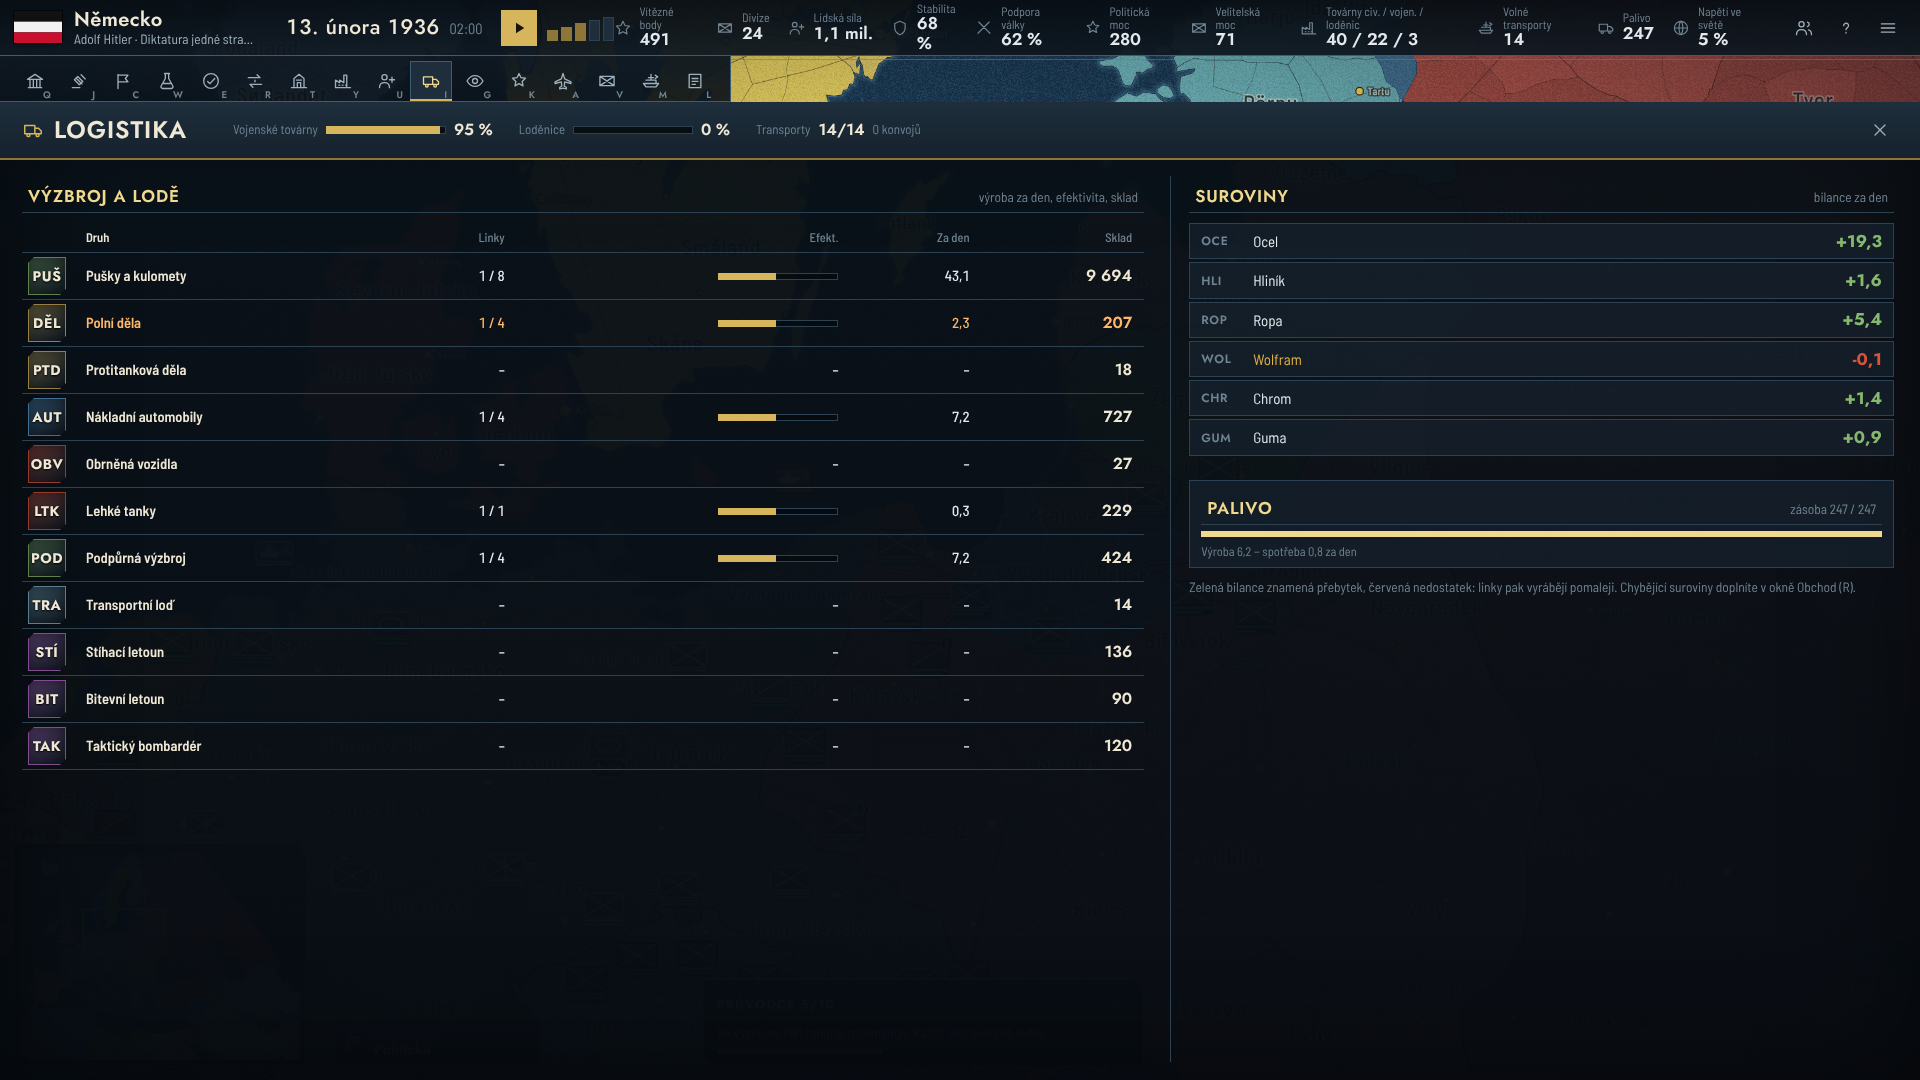 Německo
Adolf Hitler · Diktatura jedné stra...
13. února 1936 02:00
Vítězné body 491
Divize 24
Lidská síla 1,1 mil.
Stabilita 68 %
Podpora války 62 %
Politická moc 280
Velitelská moc 71
Továrny civ. / vojen. / loděnic 40 / 22 / 3
Volné transporty 14
Palivo 247
Napětí ve světě 5 %
?
Q J C W E R T Y U I G K A V M L
Pärnu
Tartu
Tver
LOGISTIKA
Vojenské továrny 95 %
Loděnice 0 %
Transporty 14/14 0 konvojů
VÝZBROJ A LODĚ
výroba za den, efektivita, sklad
Druh Linky Efekt. Za den Sklad
PUŠ Pušky a kulomety 1 / 8 43,1 9 694
DĚL Polní děla 1 / 4 2,3 207
PTD Protitanková děla - - - 18
AUT Nákladní automobily 1 / 4 7,2 727
OBV Obrněná vozidla - - - 27
LTK Lehké tanky 1 / 1 0,3 229
POD Podpůrná výzbroj 1 / 4 7,2 424
TRA Transportní loď - - - 14
STÍ Stíhací letoun - - - 136
BIT Bitevní letoun - - - 90
TAK Taktický bombardér - - - 120
SUROVINY
bilance za den
OCE Ocel +19,3
HLI Hliník +1,6
ROP Ropa +5,4
WOL Wolfram -0,1
CHR Chrom +1,4
GUM Guma +0,9
PALIVO
zásoba 247 / 247
Výroba 6,2 − spotřeba 0,8 za den
Zelená bilance znamená přebytek, červená nedostatek: linky pak vyrábějí pomaleji. Chybějící suroviny doplníte v okně Obchod (R).